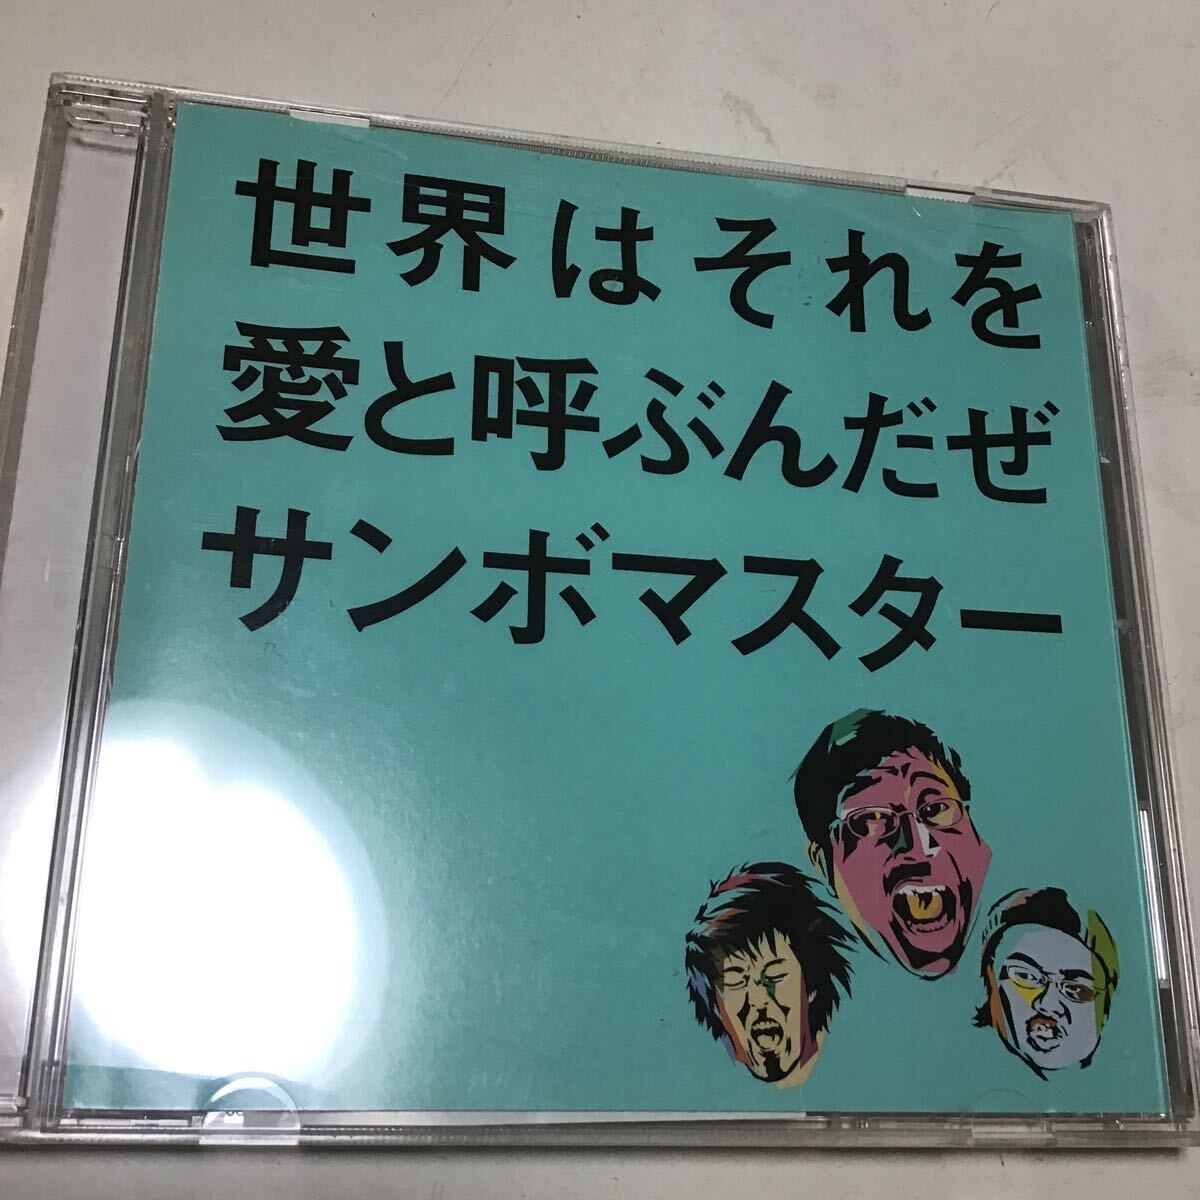 世界はそれを
愛と呼ぶんだぜ
サンボマスター